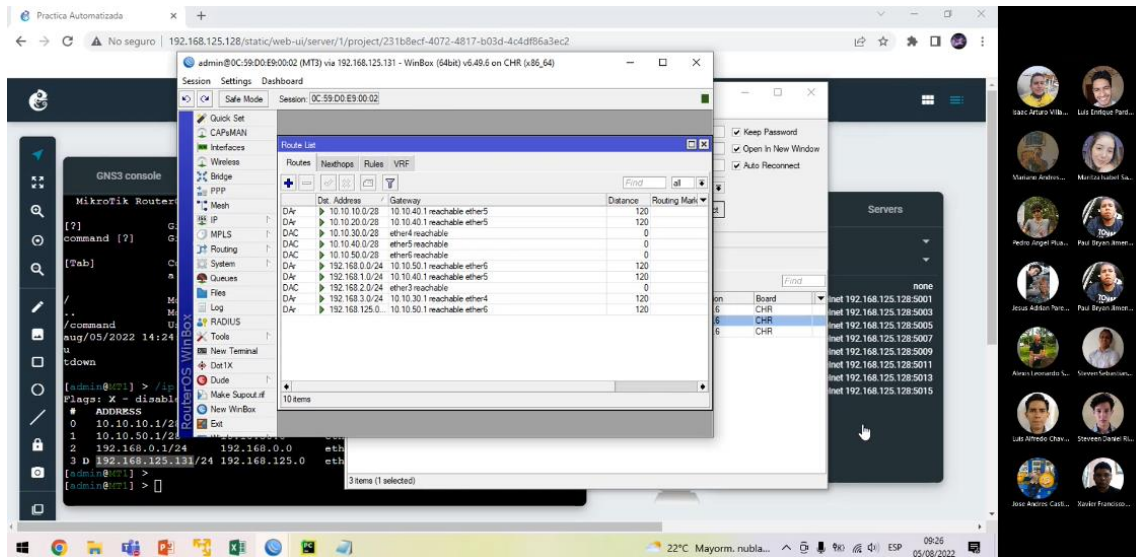 Practica Automatizada
No seguro 192.168.125.128/static/web-ui/server/1/project/231b8ecf-4072-4817-b03d-4c4df86a3ec2
admin@0C:59:D0:E9:00:02 (MT3) via 192.168.125.131 - WinBox (64bit) v6.49.6 on CHR (x86_64)
Session Settings Dashboard
Safe Mode Session: 0C:59:D0:E9:00:02
Quick Set
CAPsMAN
Interfaces
Wireless
Bridge
PPP
Mesh
IP
MPLS
Routing
System
Queues
Files
Log
RADIUS
Tools
New Terminal
Dot1X
Dude
Make Supout.rif
New WinBox
Exit
RouterOS WinBox
Route List
Routes Nexthops Rules VRF
Find all
Dst. Address Gateway Distance Routing Mark
DAr 10.10.10.0/28 10.10.40.1 reachable ether5 120
DAr 10.10.20.0/28 10.10.40.1 reachable ether5 120
DAC 10.10.30.0/28 ether4 reachable 0
DAC 10.10.40.0/28 ether5 reachable 0
DAC 10.10.50.0/28 ether6 reachable 0
DAr 192.168.0.0/24 10.10.50.1 reachable ether6 120
DAr 192.168.1.0/24 10.10.40.1 reachable ether5 120
DAC 192.168.2.0/24 ether3 reachable 0
DAr 192.168.3.0/24 10.10.30.1 reachable ether4 120
DAr 192.168.125.0... 10.10.50.1 reachable ether6 120
10 items
Keep Password
Open In New Window
Auto Reconnect
Find
Board
CHR
CHR
CHR
3 items (1 selected)
GNS3 console
MikroTik Router
[?]
command [?]
[Tab]
/
..
/command
aug/05/2022 14:24
tdown
[admin@MT1] > /ip
Flags: X - disable
# ADDRESS
0 10.10.10.1/28
1 10.10.50.1/28
2 192.168.0.1/24 192.168.0.0 eth
3 D 192.168.125.131/24 192.168.125.0 eth
[admin@MT1] >
[admin@MT1] >
Servers
none
lnet 192.168.125.128:5001
lnet 192.168.125.128:5003
lnet 192.168.125.128:5005
lnet 192.168.125.128:5007
lnet 192.168.125.128:5009
lnet 192.168.125.128:5011
lnet 192.168.125.128:5013
lnet 192.168.125.128:5015
Isaac Arturo Villa... Luis Enrique Pard...
Mariane Andres... Maritza Isabel Sa...
Pedro Angel Plua... Paul Bryan Jimen...
Jesus Adrian Pare... Paul Bryan Jimen...
Steven Sebastian...
Luis Alfredo Chav... Steveen Daniel Ri...
Jose Andres Casti... Xavier Francisco...
22°C Mayorm. nubla... ESP 09:26
05/08/2022